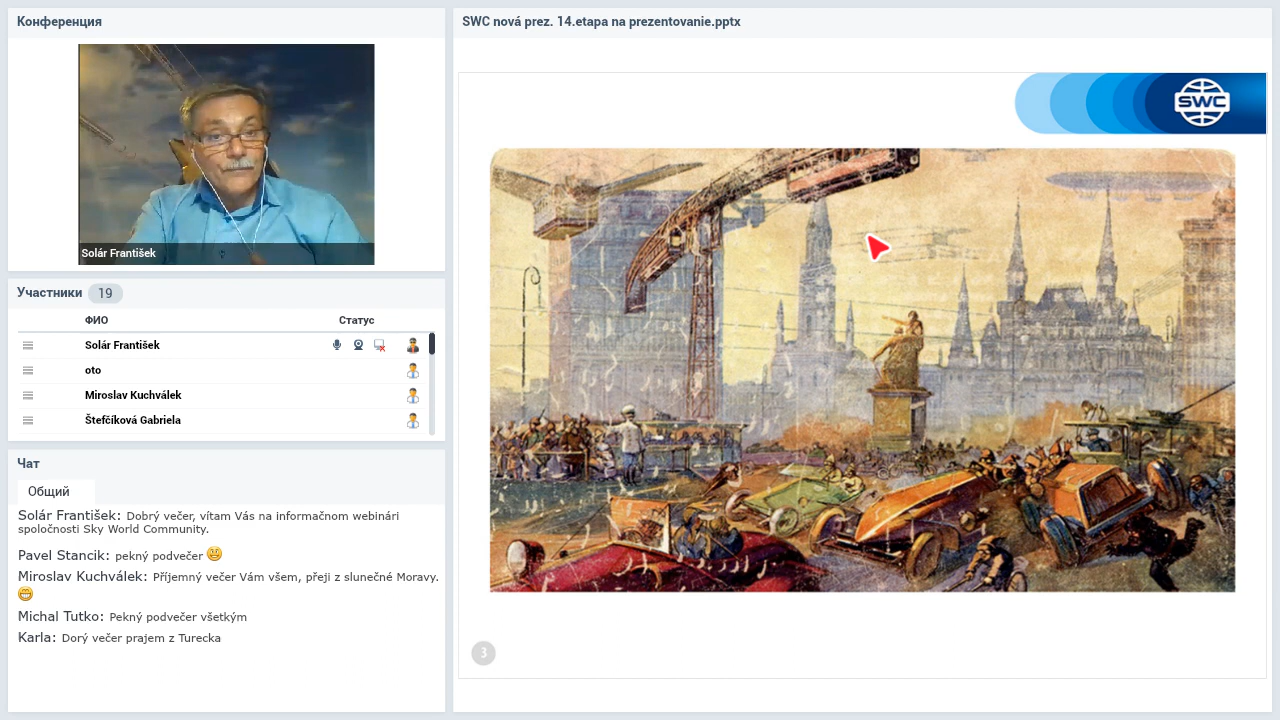 Конференция
Solár František
Участники 19
ФИО Статус
Solár František
oto
Miroslav Kuchválek
Štefčíková Gabriela
Чат
Общий
Solár František: Dobrý večer, vítam Vás na informačnom webinári
spoločnosti Sky World Community.
Pavel Stancik: pekný podvečer
Miroslav Kuchválek: Příjemný večer Vám všem, přeji z slunečné Moravy.
Michal Tutko: Pekný podvečer všetkým
Karla: Dorý večer prajem z Turecka
SWC nová prez. 14.etapa na prezentovanie.pptx
SWC
3